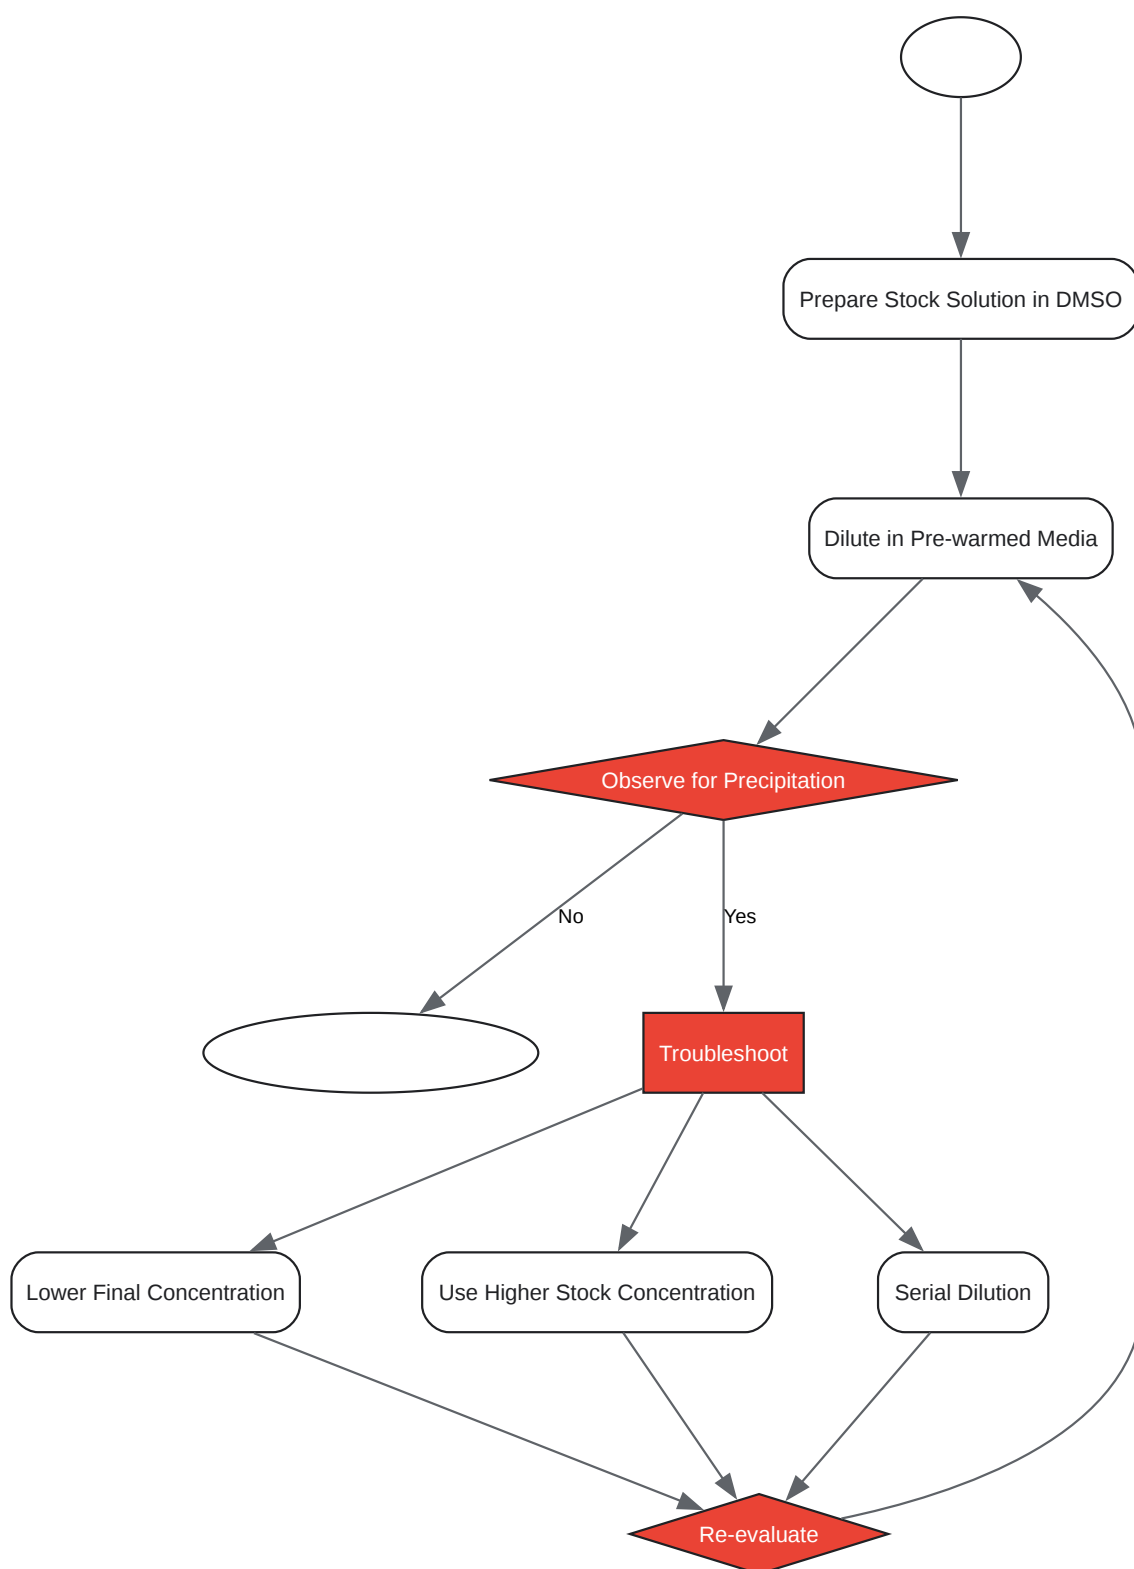 Prepare Stock Solution in DMSO
Dilute in Pre-warmed Media
Observe for Precipitation
No
Yes
Troubleshoot
Lower Final Concentration
Use Higher Stock Concentration
Serial Dilution
Re-evaluate